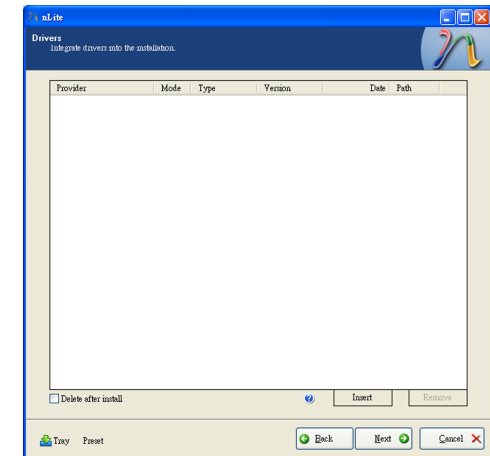 nLite
Drivers
Integrate drivers into the installation.
Provider Mode Type Version Date Path
Delete after install Insert Remove
Tray Preset Back Next Cancel